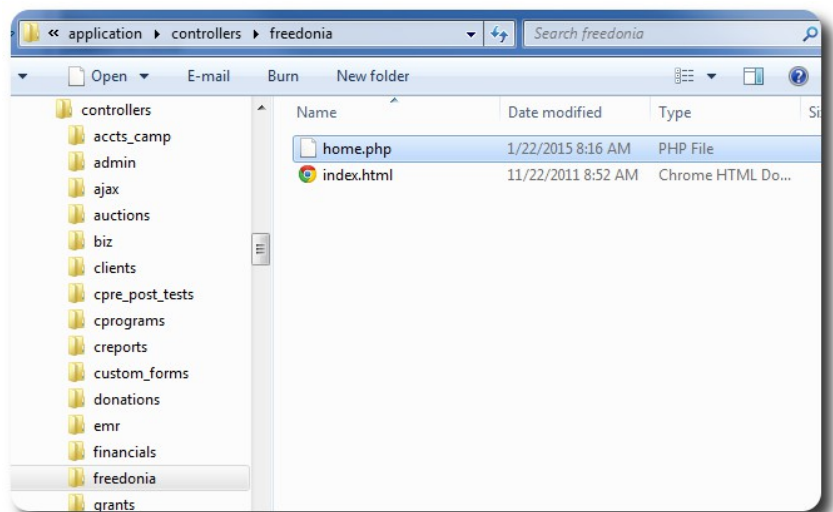 « application ▸ controllers ▸ freedonia Search freedonia
Open E-mail Burn New folder
controllers
accts_camp
admin
ajax
auctions
biz
clients
cpre_post_tests
cprograms
creports
custom_forms
donations
emr
financials
freedonia
grants
Name Date modified Type
home.php 1/22/2015 8:16 AM PHP File
index.html 11/22/2011 8:52 AM Chrome HTML Do...